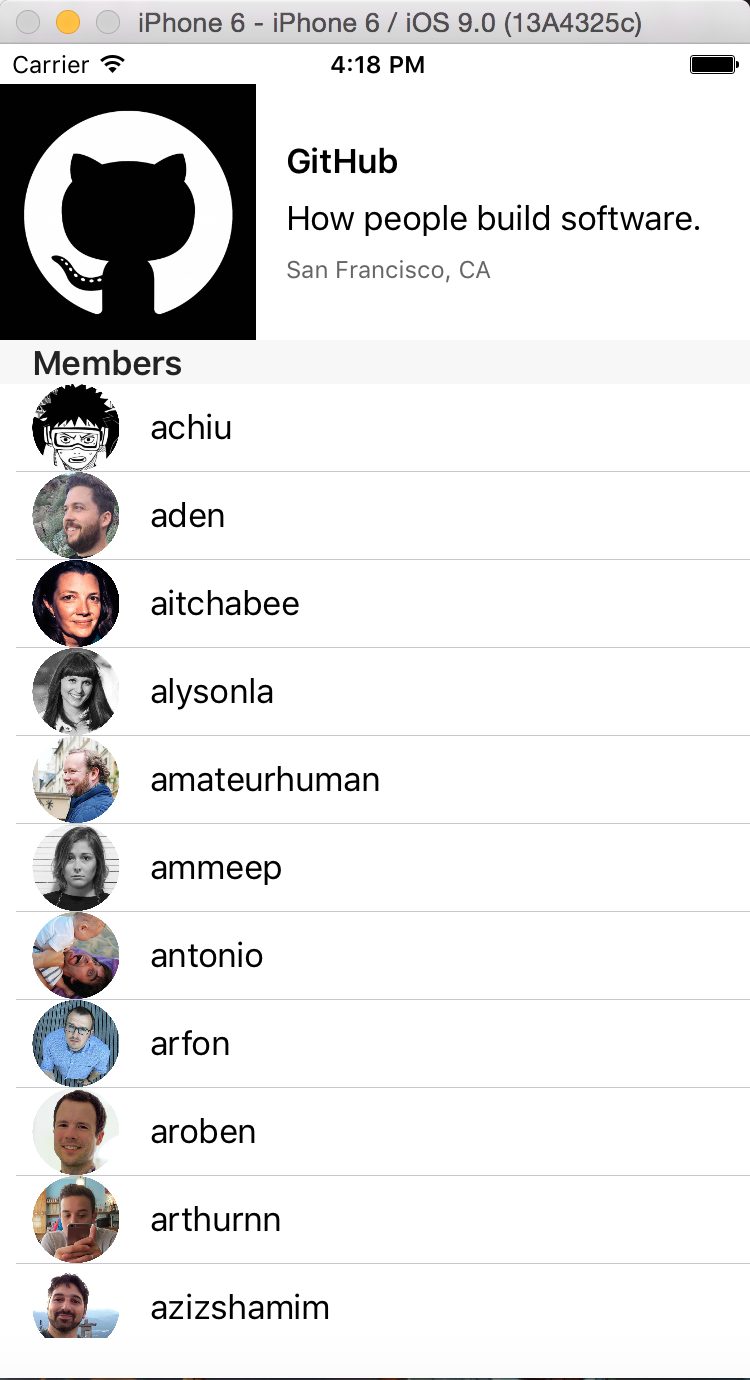 iPhone 6 - iPhone 6 / iOS 9.0 (13A4325c)
Carrier 4:18 PM
GitHub
How people build software.
San Francisco, CA
Members
achiu
aden
aitchabee
alysonla
amateurhuman
ammeep
antonio
arfon
aroben
arthurnn
azizshamim